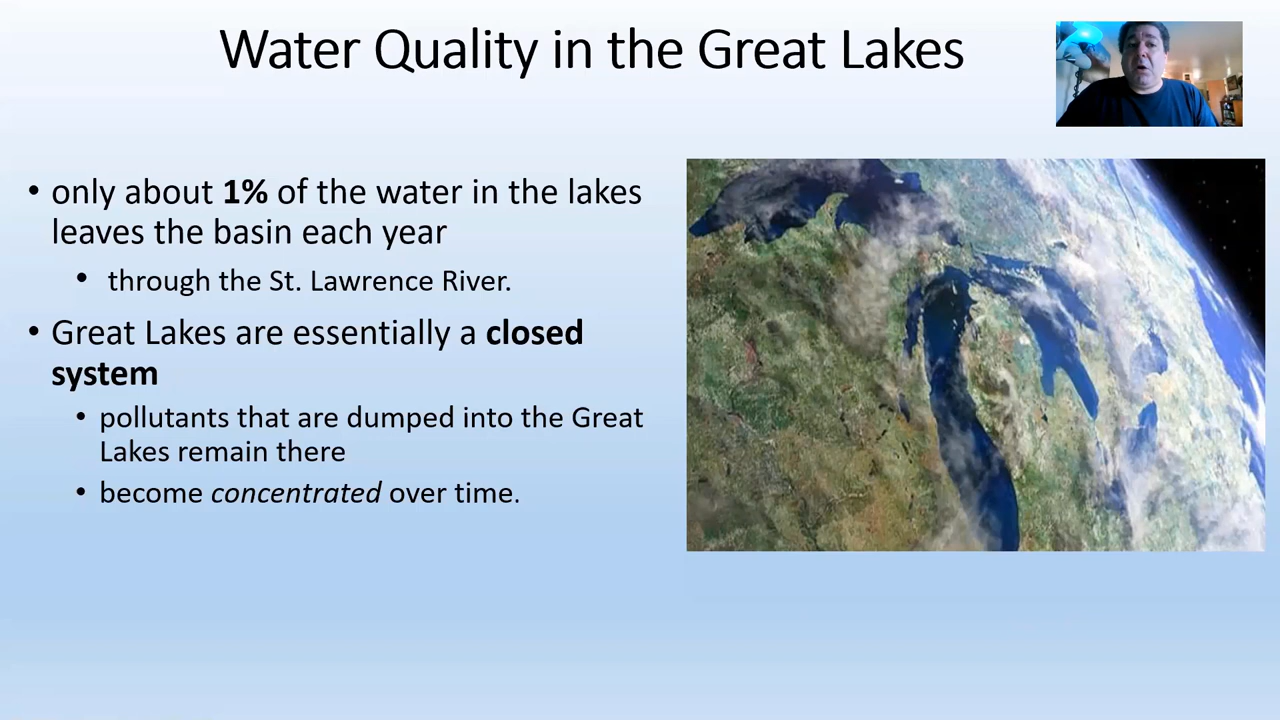 Water Quality in the Great Lakes
• only about 1% of the water in the lakes
leaves the basin each year
• through the St. Lawrence River.
• Great Lakes are essentially a closed
system
• pollutants that are dumped into the Great
Lakes remain there
• become concentrated over time.